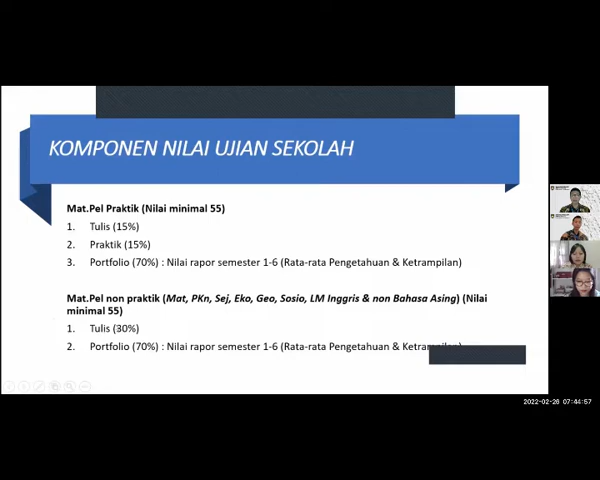 KOMPONEN NILAI UJIAN SEKOLAH
Mat.Pel Praktik (Nilai minimal 55)
1. Tulis (15%)
2. Praktik (15%)
3. Portfolio (70%) : Nilai rapor semester 1-6 (Rata-rata Pengetahuan & Ketrampilan)
Mat.Pel non praktik (Mat, PKn, Sej, Eko, Geo, Sosio, LM Inggris & non Bahasa Asing) (Nilai
minimal 55)
1. Tulis (30%)
2. Portfolio (70%) : Nilai rapor semester 1-6 (Rata-rata Pengetahuan & Ketrampilan)
2022-02-26 07:44:57